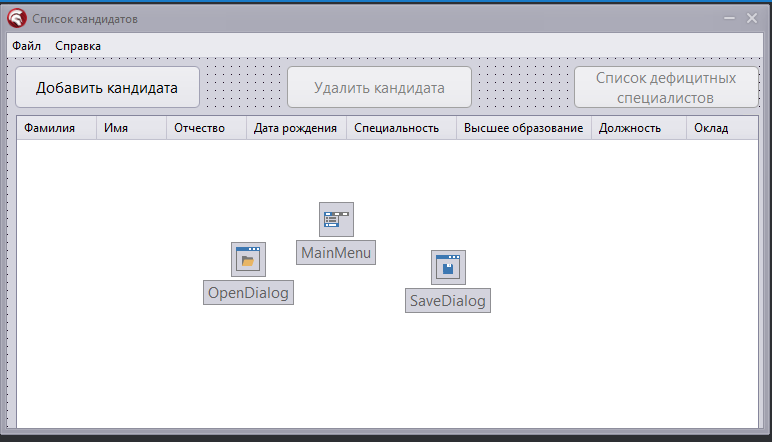 Список кандидатов
Файл Справка
Добавить кандидата
Удалить кандидата
Список дефицитных
специалистов
Фамилия Имя Отчество Дата рождения Специальность Высшее образование Должность Оклад
MainMenu
OpenDialog
SaveDialog